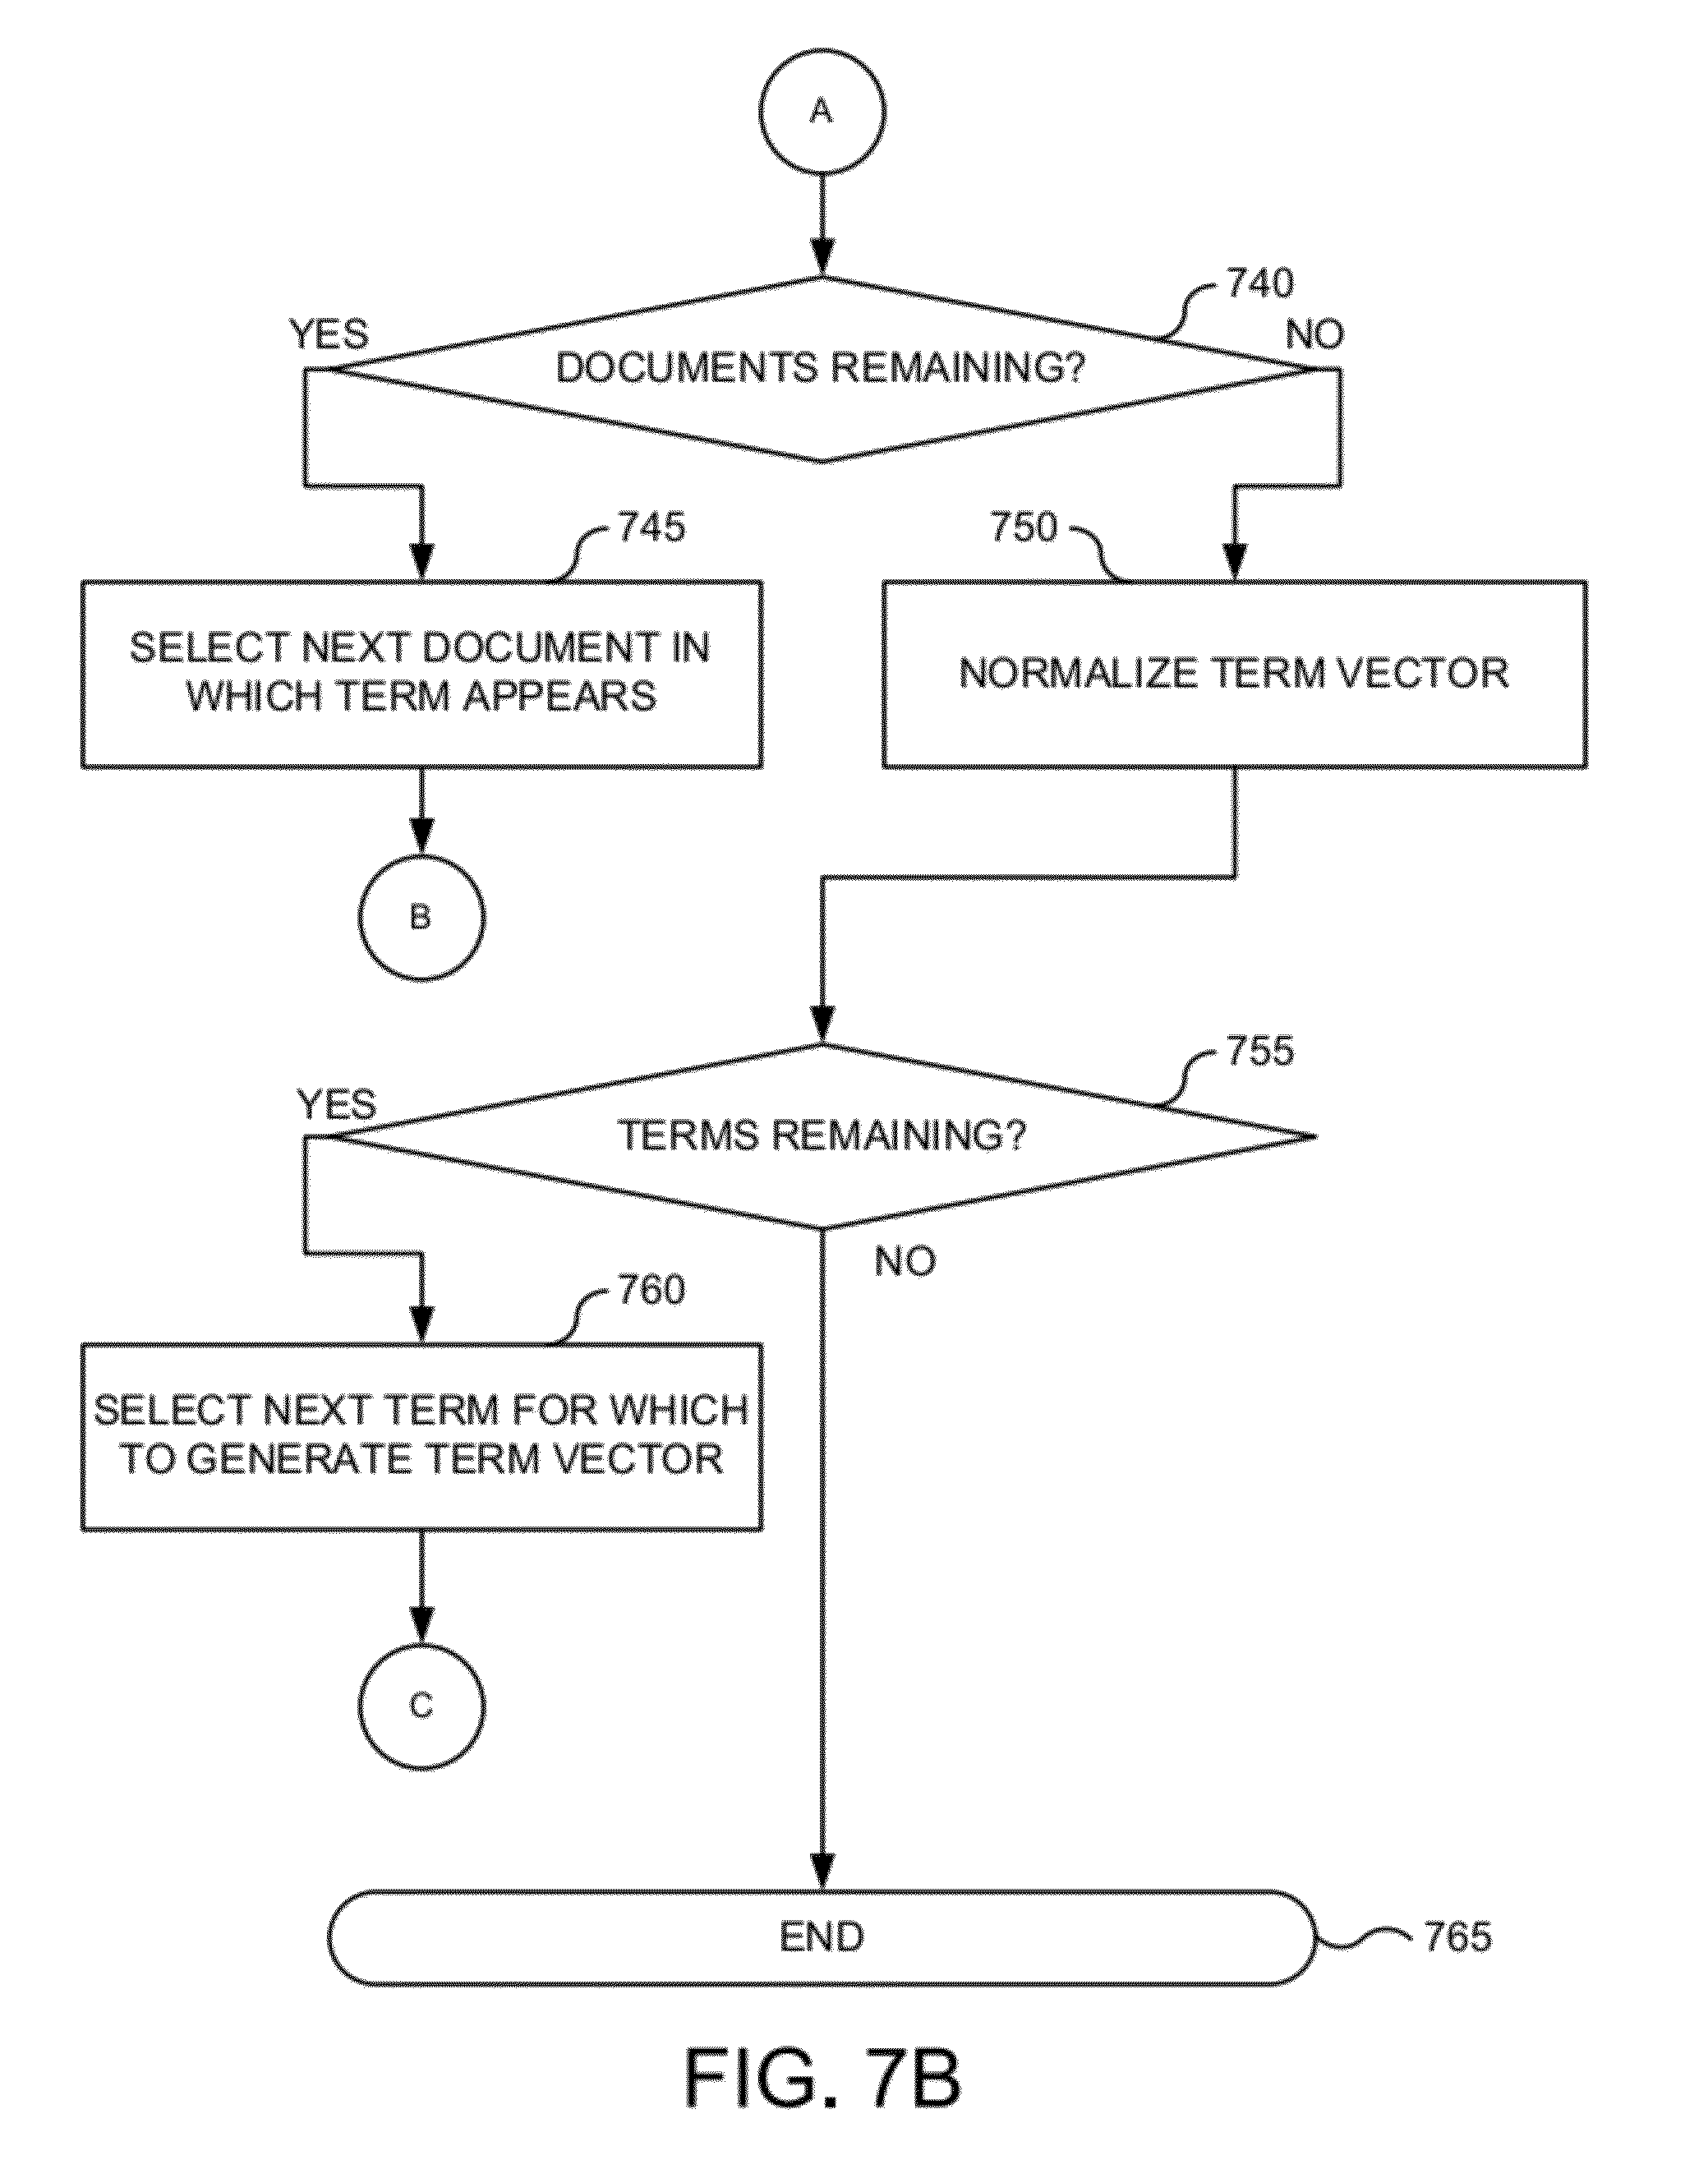 A
740
YES
NO
DOCUMENTS REMAINING?
745
750
SELECT NEXT DOCUMENT IN
WHICH TERM APPEARS
NORMALIZE TERM VECTOR
B
755
YES
TERMS REMAINING?
NO
760
SELECT NEXT TERM FOR WHICH
TO GENERATE TERM VECTOR
C
END
765
FIG. 7B